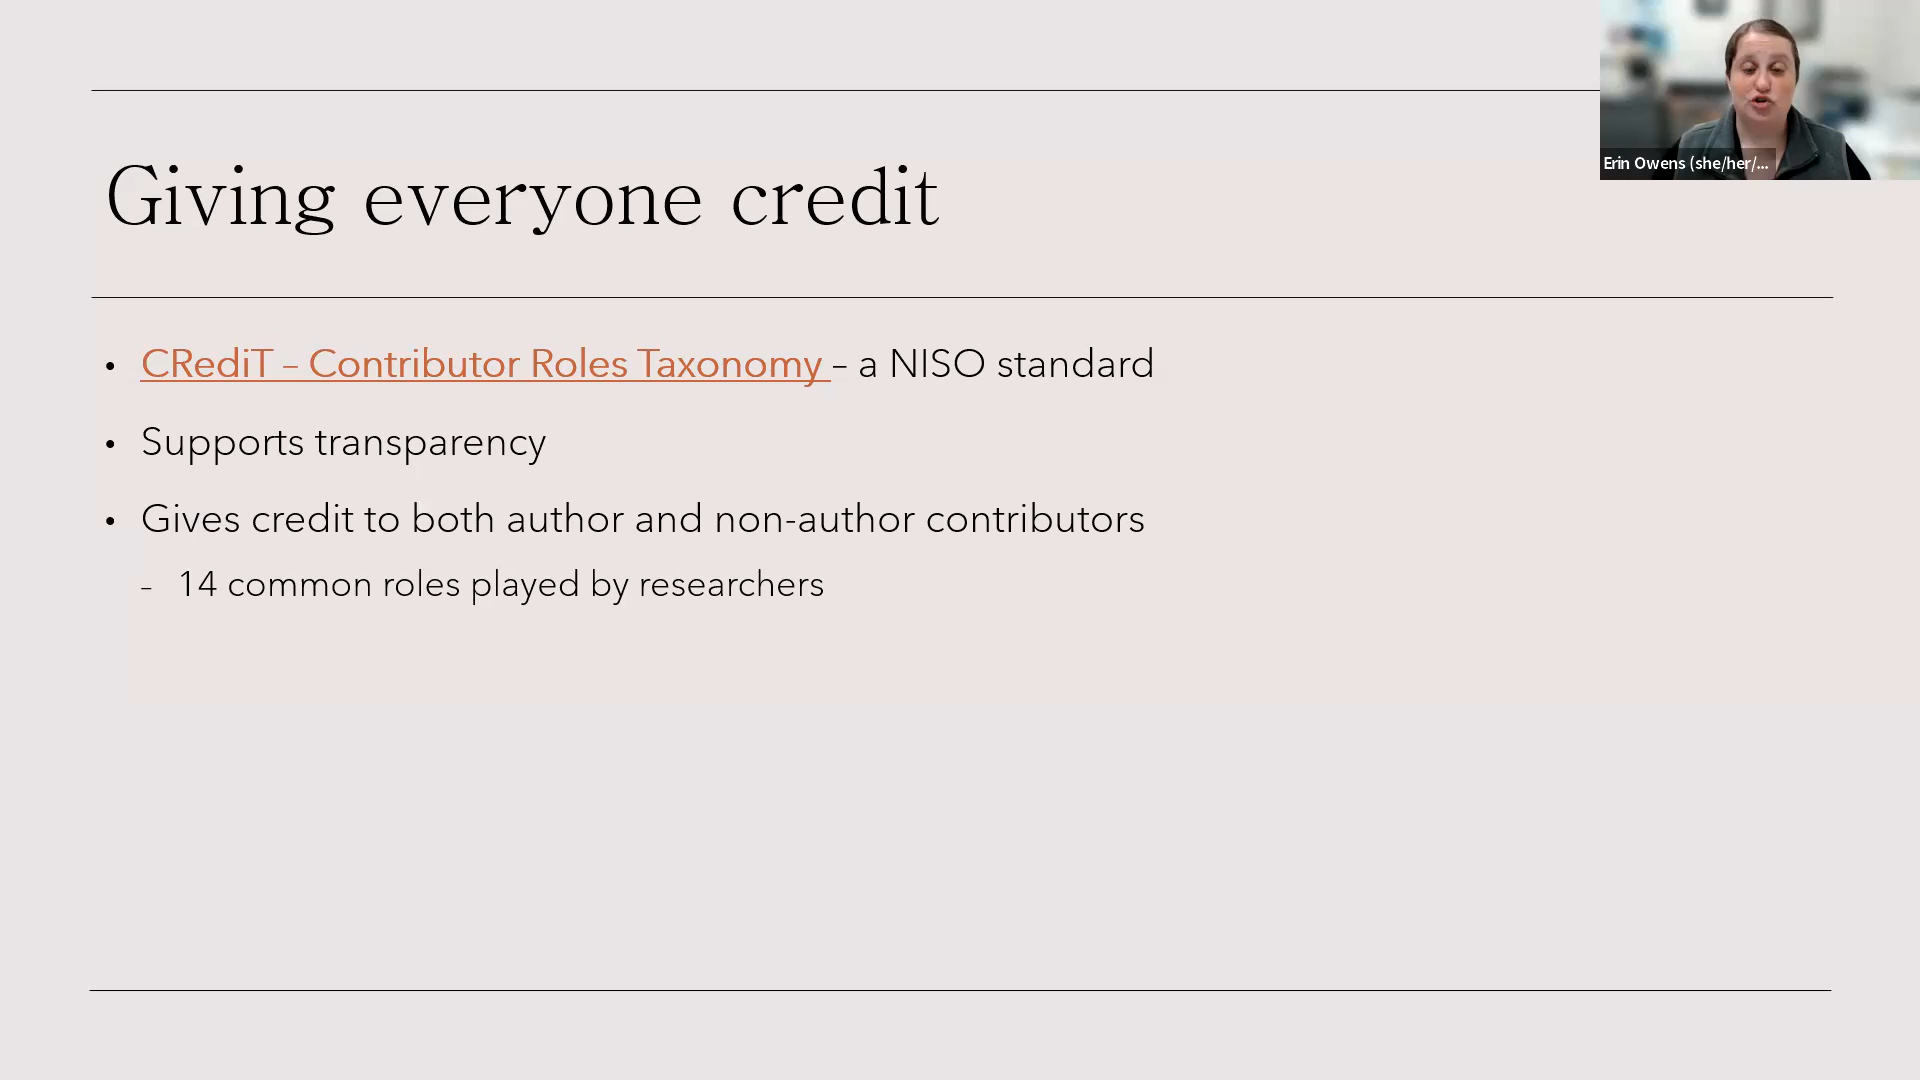 Giving everyone credit
Erin Owens (she/her/...
• CRediT – Contributor Roles Taxonomy – a NISO standard
• Supports transparency
• Gives credit to both author and non-author contributors
– 14 common roles played by researchers